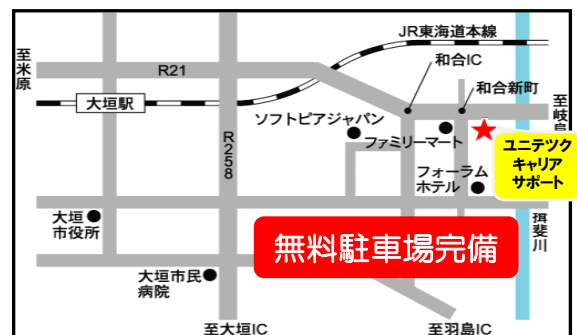 JR東海道本線
至米原
和合IC
R21
和合新町
大垣駅
至岐阜
ソフトピアジャパン
ファミリーマート
ユニテツク
キャリア
サポート
R258
フォーラム
ホテル
大垣
市役所
揖斐川
無料駐車場完備
大垣市民
病院
至大垣IC
至羽島IC